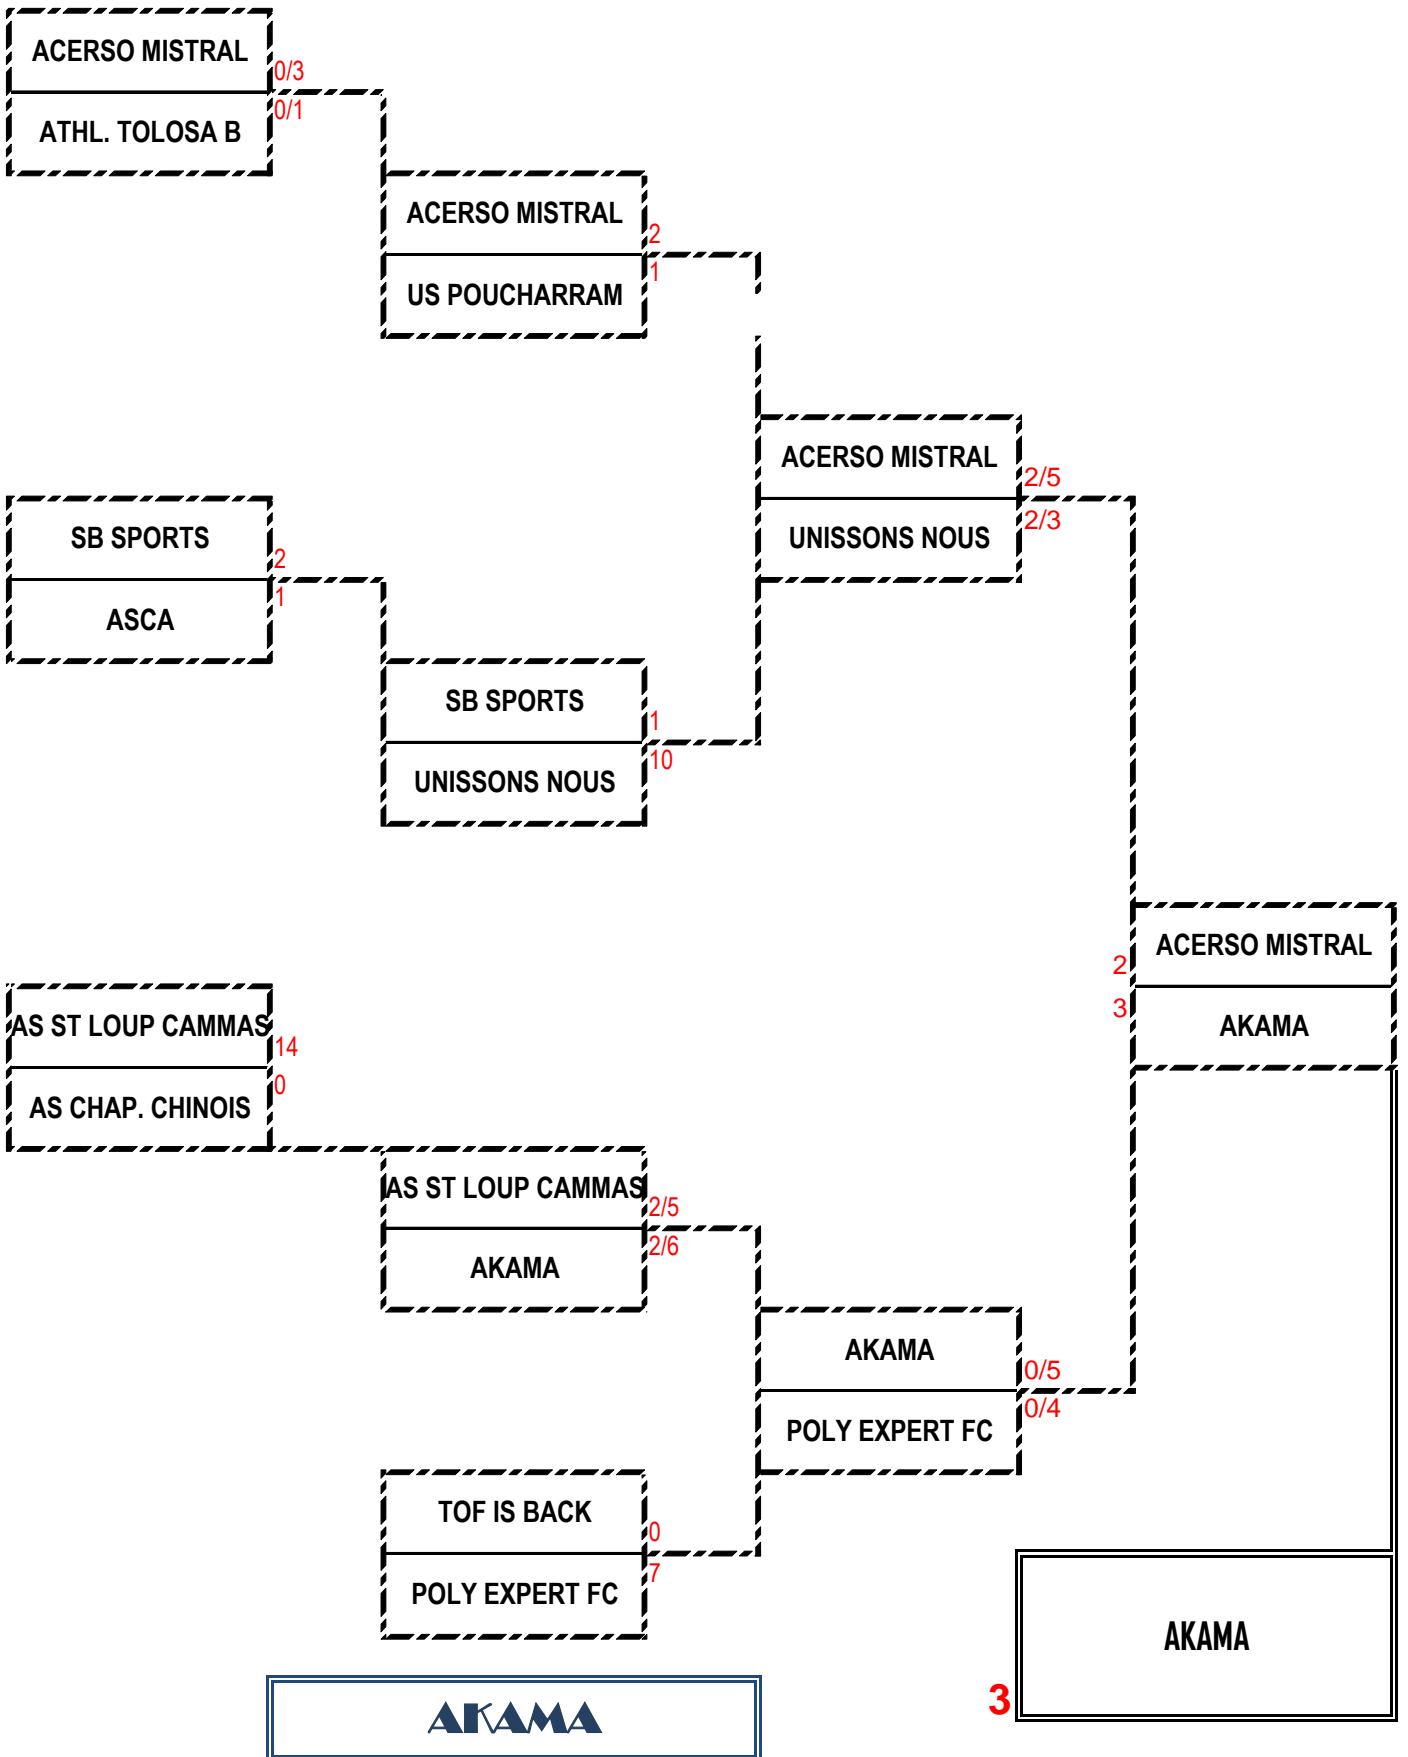 ACERSO MISTRAL
0/3
0/1
ATHL. TOLOSA B
ACERSO MISTRAL
2
1
US POUCHARRAM
ACERSO MISTRAL
2/5
2/3
UNISSONS NOUS
SB SPORTS
2
1
ASCA
SB SPORTS
1
10
UNISSONS NOUS
ACERSO MISTRAL
2
3
AKAMA
AS ST LOUP CAMMAS
14
0
AS CHAP. CHINOIS
AS ST LOUP CAMMAS
2/5
2/6
AKAMA
AKAMA
0/5
0/4
POLY EXPERT FC
TOF IS BACK
0
7
POLY EXPERT FC
AKAMA
3
AKAMA